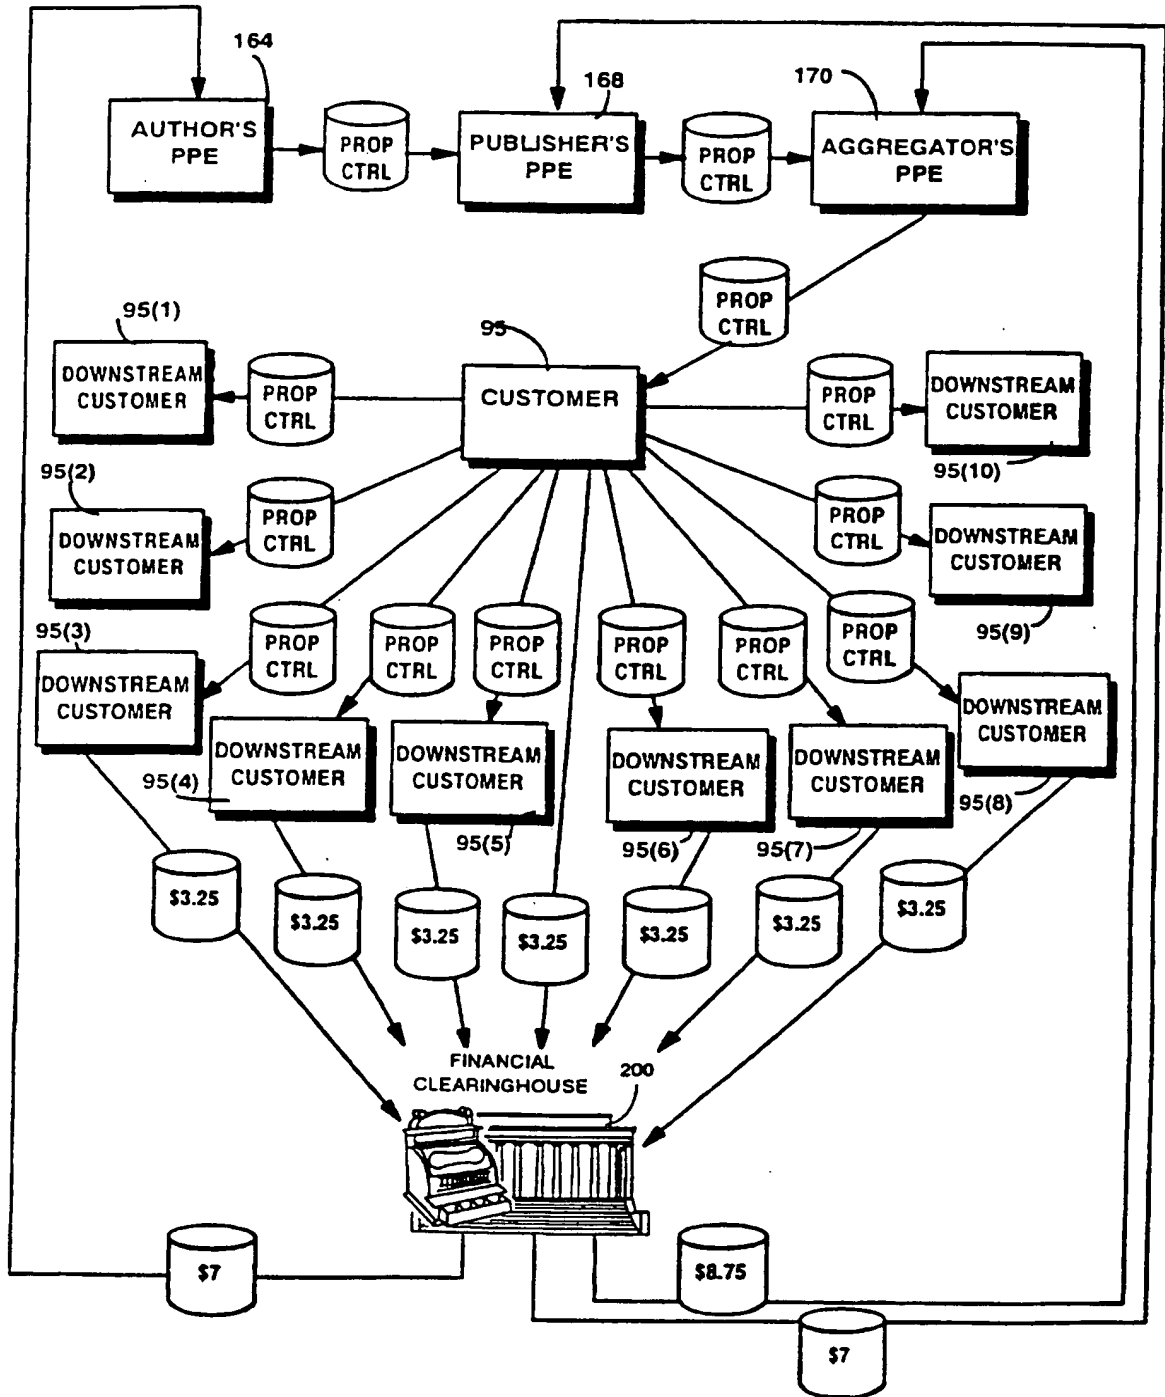 164
168
170
AUTHOR'S
PPE
PROP
CTRL
PUBLISHER'S
PPE
PROP
CTRL
AGGREGATOR'S
PPE
PROP
CTRL
95(1)
95
DOWNSTREAM
CUSTOMER
PROP
CTRL
CUSTOMER
PROP
CTRL
DOWNSTREAM
CUSTOMER
95(10)
95(2)
DOWNSTREAM
CUSTOMER
PROP
CTRL
PROP
CTRL
DOWNSTREAM
CUSTOMER
95(9)
95(3)
DOWNSTREAM
CUSTOMER
PROP
CTRL
PROP
CTRL
PROP
CTRL
PROP
CTRL
PROP
CTRL
PROP
CTRL
DOWNSTREAM
CUSTOMER
95(8)
DOWNSTREAM
CUSTOMER
95(4)
DOWNSTREAM
CUSTOMER
95(5)
DOWNSTREAM
CUSTOMER
95(6)
DOWNSTREAM
CUSTOMER
95(7)
$3.25
$3.25
$3.25
$3.25
$3.25
$3.25
$3.25
FINANCIAL
CLEARINGHOUSE
200
$7
$8.75
$7